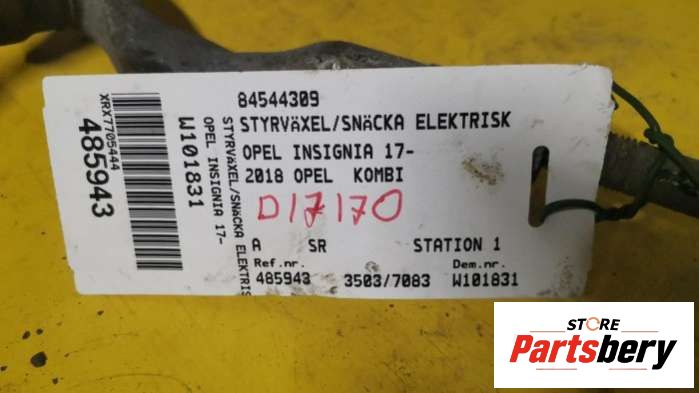 84544309
STYRVäXEL/SNäCKA ELEKTRISK
OPEL INSIGNIA 17-
2018 OPEL KOMBI
D17170
A SR STATION 1
Ref.nr. Dem.nr.
485943 3503/7083 W101831
XRX7705444
485943
W101831
OPEL INSIGNIA 17-
STYRVäXEL/SNäCKA ELEKTRIS
STORE
Partsbery